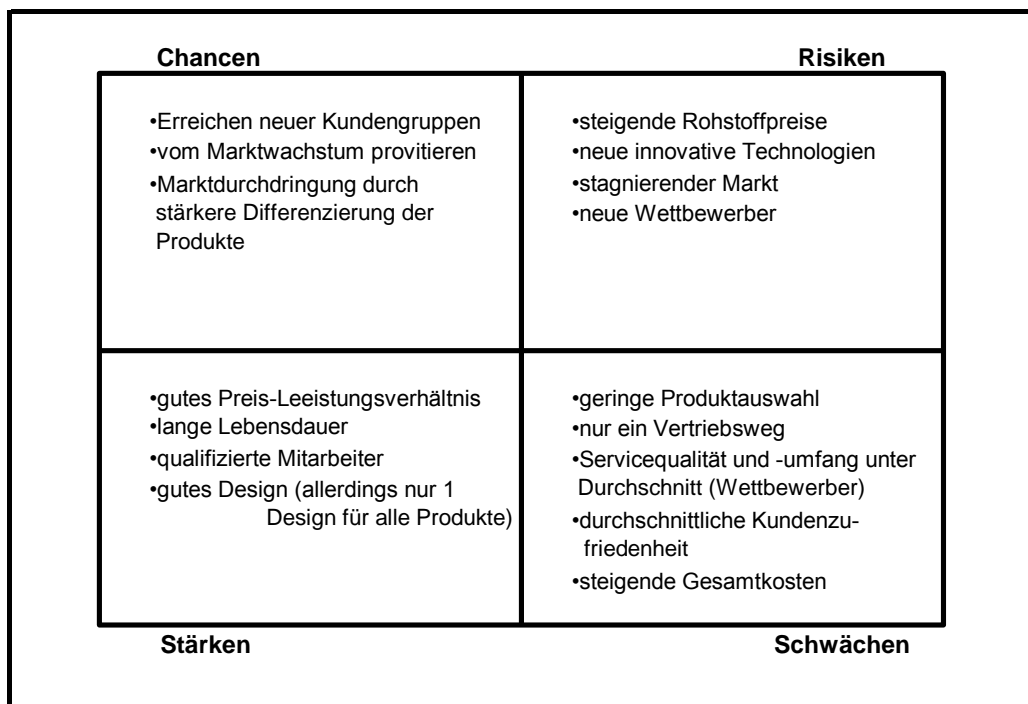 Chancen
Risiken
•Erreichen neuer Kundengruppen
•vom Marktwachstum provitieren
•Marktdurchdringung durch
stärkere Differenzierung der
Produkte
•steigende Rohstoffpreise
•neue innovative Technologien
•stagnierender Markt
•neue Wettbewerber
•gutes Preis-Leeistungsverhältnis
•lange Lebensdauer
•qualifizierte Mitarbeiter
•gutes Design (allerdings nur 1
Design für alle Produkte)
•geringe Produktauswahl
•nur ein Vertriebsweg
•Servicequalität und -umfang unter
Durchschnitt (Wettbewerber)
•durchschnittliche Kundenzu-
friedenheit
•steigende Gesamtkosten
Stärken
Schwächen